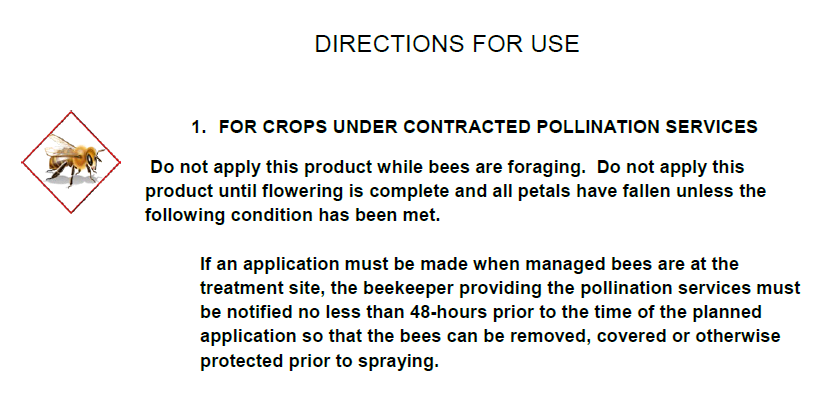 DIRECTIONS FOR USE
1. FOR CROPS UNDER CONTRACTED POLLINATION SERVICES
Do not apply this product while bees are foraging. Do not apply this
product until flowering is complete and all petals have fallen unless the
following condition has been met.
If an application must be made when managed bees are at the
treatment site, the beekeeper providing the pollination services must
be notified no less than 48-hours prior to the time of the planned
application so that the bees can be removed, covered or otherwise
protected prior to spraying.